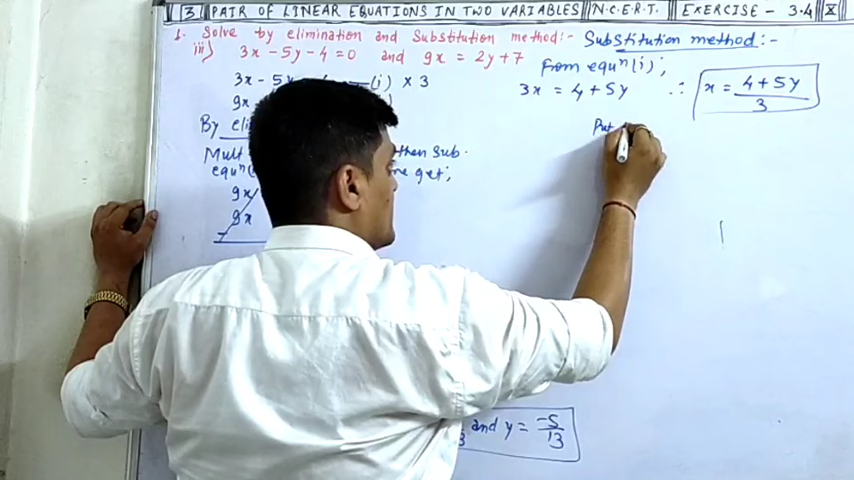 3 PAIR OF LINEAR EQUATIONS IN TWO VARIABLES N.C.E.R.T. EXERCISE - 3.4 X
1. Solve by elimination and Substitution method:- Substitution method:-
iii) 3x - 5y - 4 = 0 and 9x = 2y + 7
from equⁿ(i);
3x - 5y (i) × 3
3x = 4 + 5y ∴ x = 4 + 5y / 3
9x
By
Put
Mult then sub.
equⁿ we get;
9x
9x
and y = -5/13